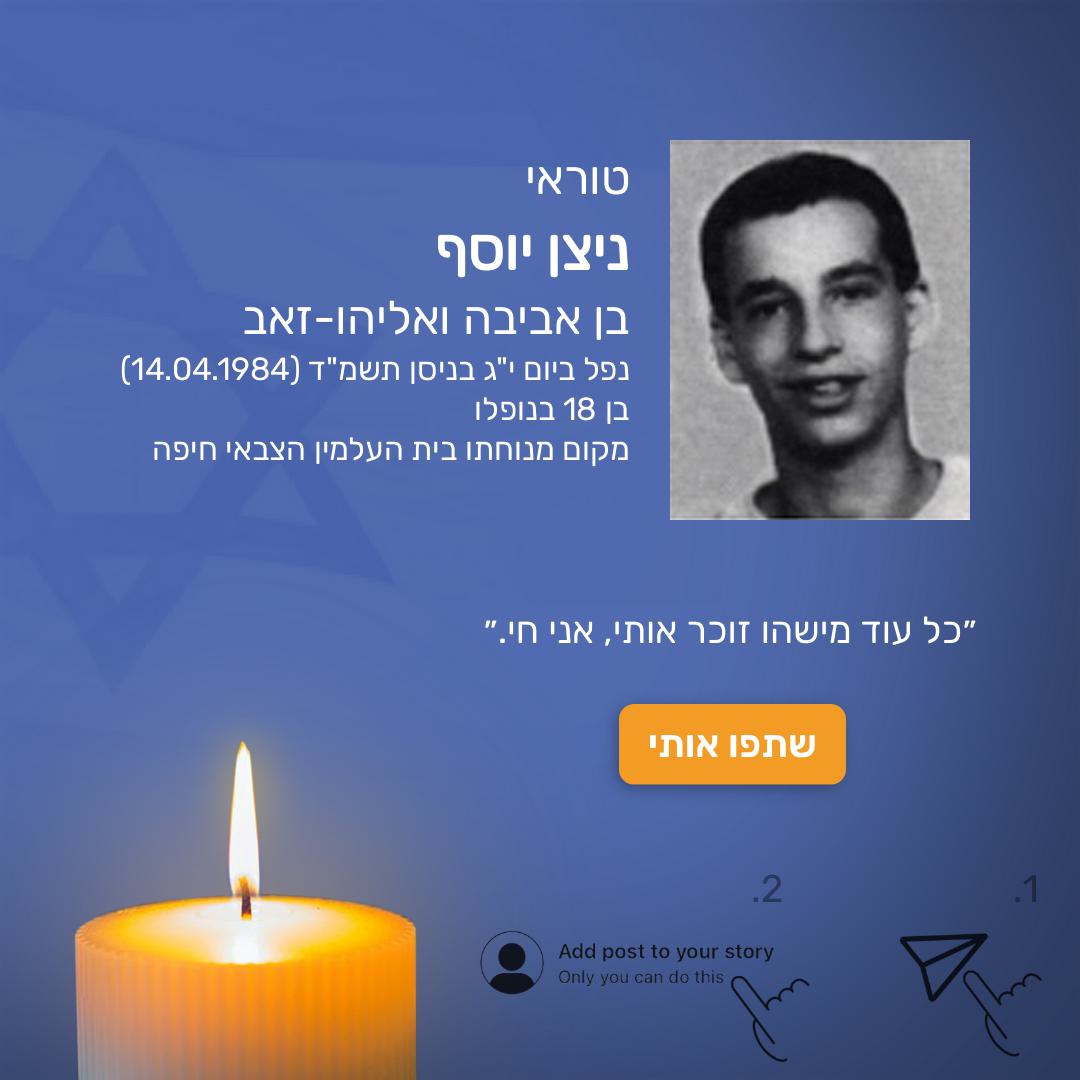 טוראי
ניצן יוסף
בן אביבה ואליהו-זאב
נפל ביום י"ג בניסן תשמ"ד (14.04.1984)
בן 18 בנופלו
מקום מנוחתו בית העלמין הצבאי חיפה
״כל עוד מישהו זוכר אותי, אני חי.״
שתפו אותי
1.
2.
Add post to your story
Only you can do this